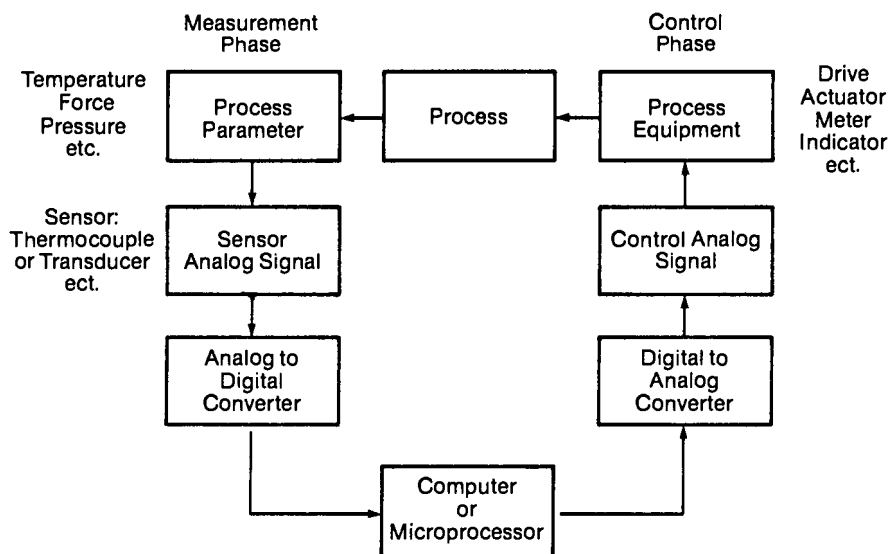 Measurement
Phase
Control
Phase
Temperature
Force
Pressure
etc.
Process
Parameter
Process
Process
Equipment
Drive
Actuator
Meter
Indicator
ect.
Sensor:
Thermocouple
or Transducer
ect.
Sensor
Analog Signal
Control Analog
Signal
Analog to
Digital
Converter
Digital to
Analog
Converter
Computer
or
Microprocessor